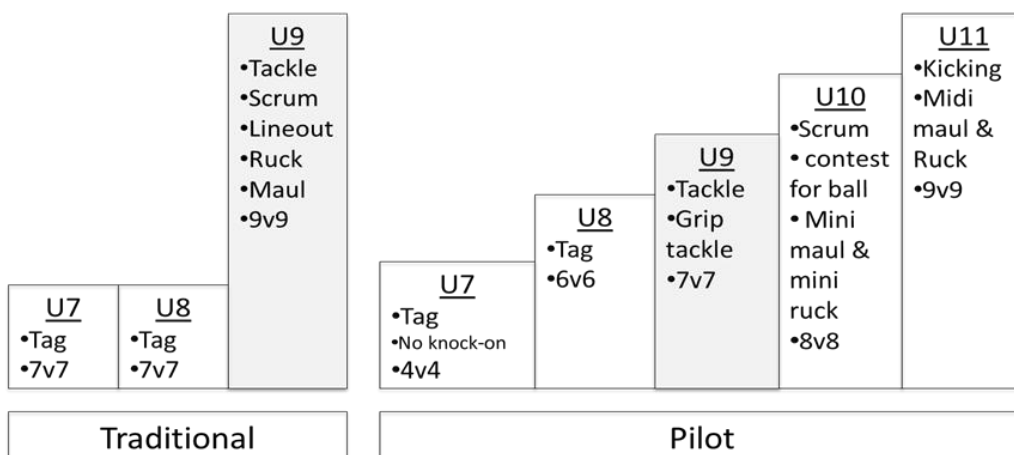 U7
•Tag
•7v7
U8
•Tag
•7v7
U9
•Tackle
•Scrum
•Lineout
•Ruck
•Maul
•9v9
Traditional
U7
•Tag
•No knock-on
•4v4
U8
•Tag
•6v6
U9
•Tackle
•Grip
tackle
•7v7
U10
•Scrum
• contest
for ball
• Mini
maul &
mini
ruck
•8v8
U11
•Kicking
•Midi
maul &
Ruck
•9v9
Pilot